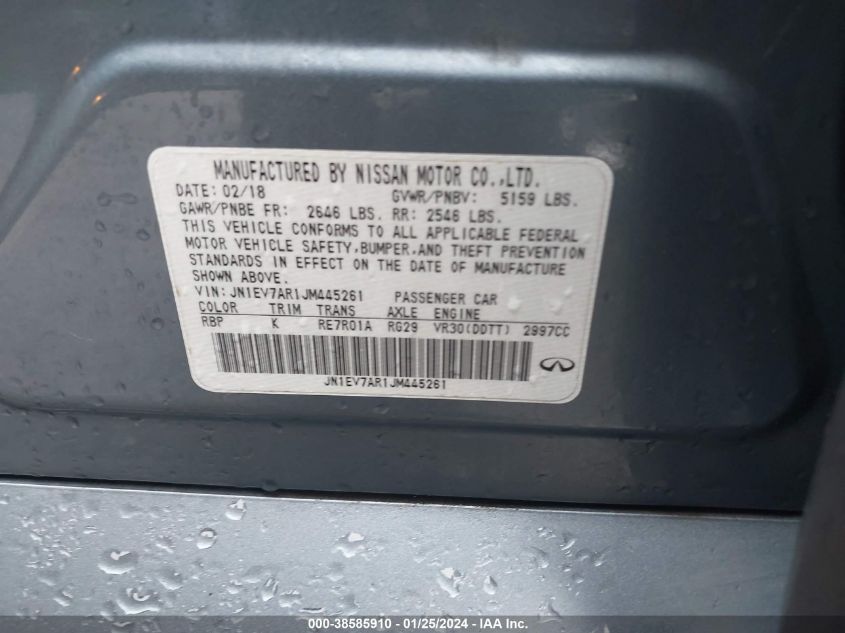 MANUFACTURED BY NISSAN MOTOR CO.,LTD.
DATE: 02/18 GVWR/PNBV: 5159 LBS.
GAWR/PNBE FR: 2646 LBS. RR: 2546 LBS.
THIS VEHICLE CONFORMS TO ALL APPLICABLE FEDERAL
MOTOR VEHICLE SAFETY,BUMPER,AND THEFT PREVENTION
STANDARDS IN EFFECT ON THE DATE OF MANUFACTURE
SHOWN ABOVE.
VIN: JN1EV7AR1JM445261 PASSENGER CAR
COLOR TRIM TRANS AXLE ENGINE
RBP K RE7R01A RG29 VR30(DDTT) 2997CC
JN1EV7AR1JM445261
000-38585910 - 01/25/2024 - IAA Inc.